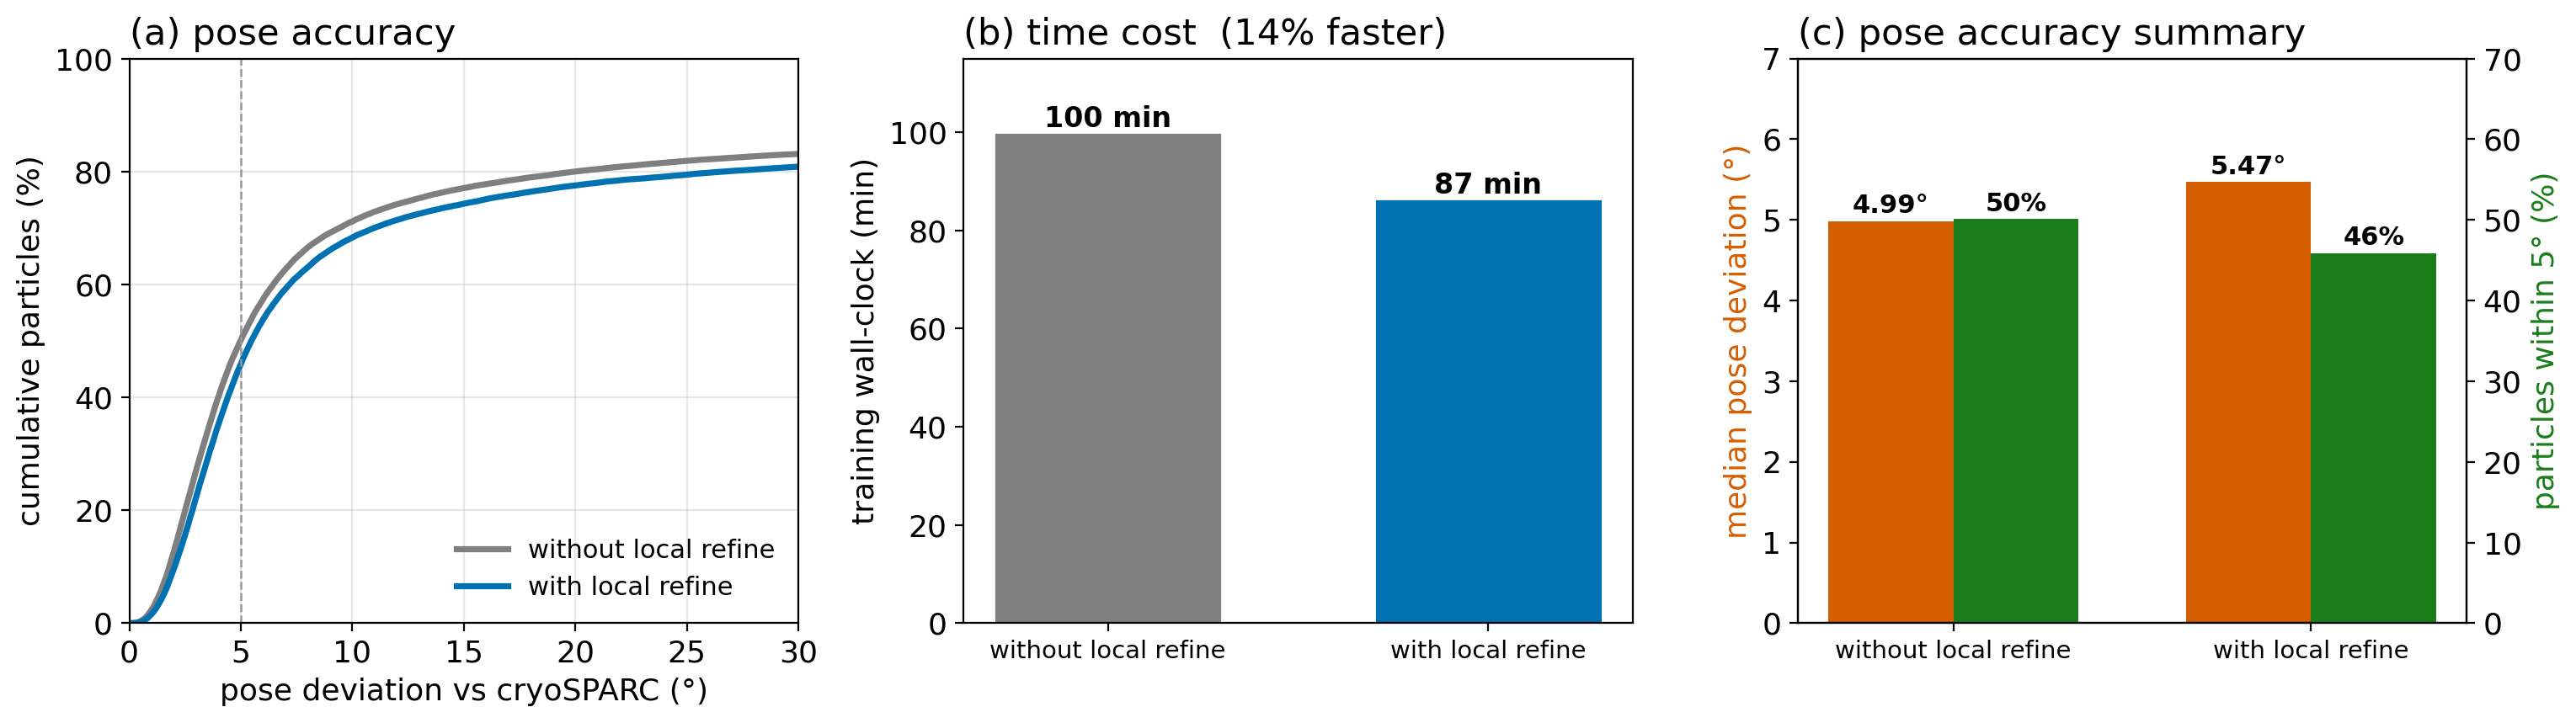 (a) pose accuracy
100
80
60
40
20
0
cumulative particles (%)
without local refine
with local refine
0 5 10 15 20 25 30
pose deviation vs cryoSPARC (°)
(b) time cost (14% faster)
100
80
60
40
20
0
training wall-clock (min)
100 min
87 min
without local refine
with local refine
(c) pose accuracy summary
7
6
5
4
3
2
1
0
median pose deviation (°)
4.99°
50%
5.47°
46%
without local refine
with local refine
70
60
50
40
30
20
10
0
particles within 5° (%)